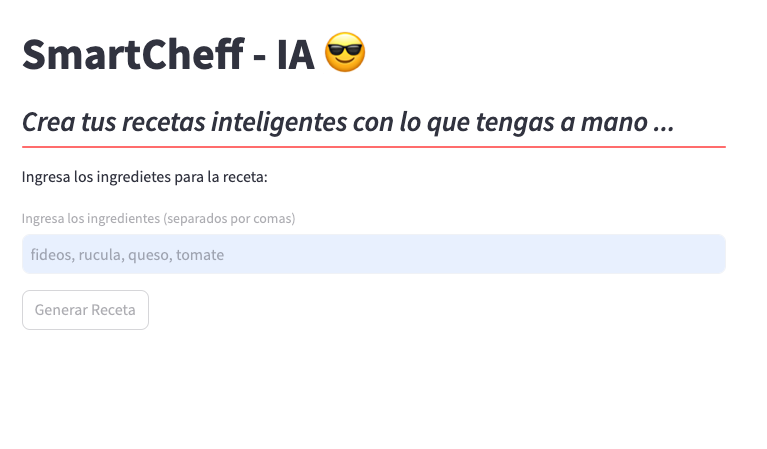 SmartCheff - IA 😎
Crea tus recetas inteligentes con lo que tengas a mano ...
Ingresa los ingredietes para la receta:
Ingresa los ingredientes (separados por comas)
fideos, rucula, queso, tomate
Generar Receta